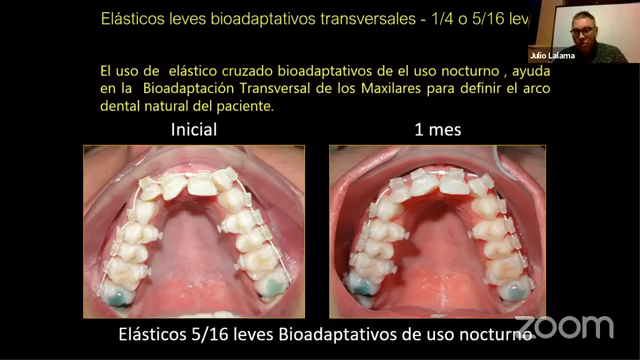 Elásticos leves bioadaptativos transversales - 1/4 o 5/16 lev
Julio Lalama
El uso de elástico cruzado bioadaptativos de el uso nocturno , ayuda
en la Bioadaptación Transversal de los Maxilares para definir el arco
dental natural del paciente.
Inicial
1 mes
Elásticos 5/16 leves Bioadaptativos de uso nocturno
zoom